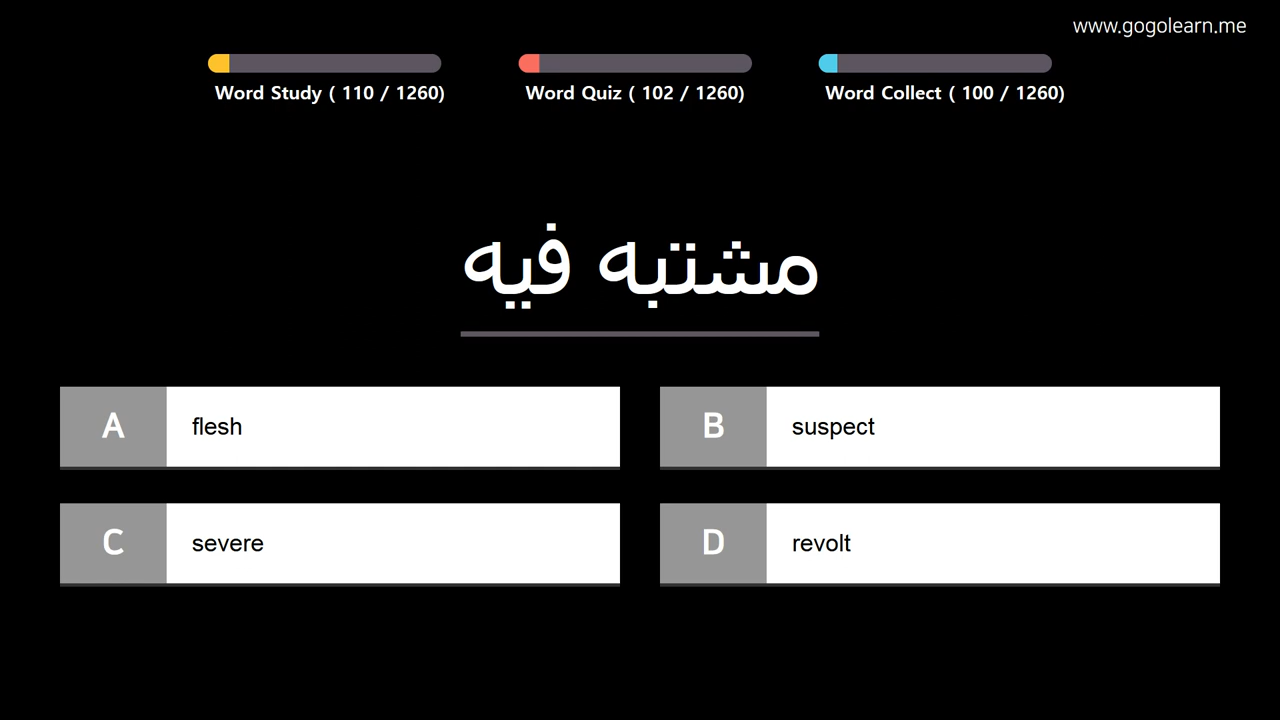 www.gogolearn.me
Word Study ( 110 / 1260)
Word Quiz ( 102 / 1260)
Word Collect ( 100 / 1260)
مشتبه فيه
A flesh
B suspect
C severe
D revolt